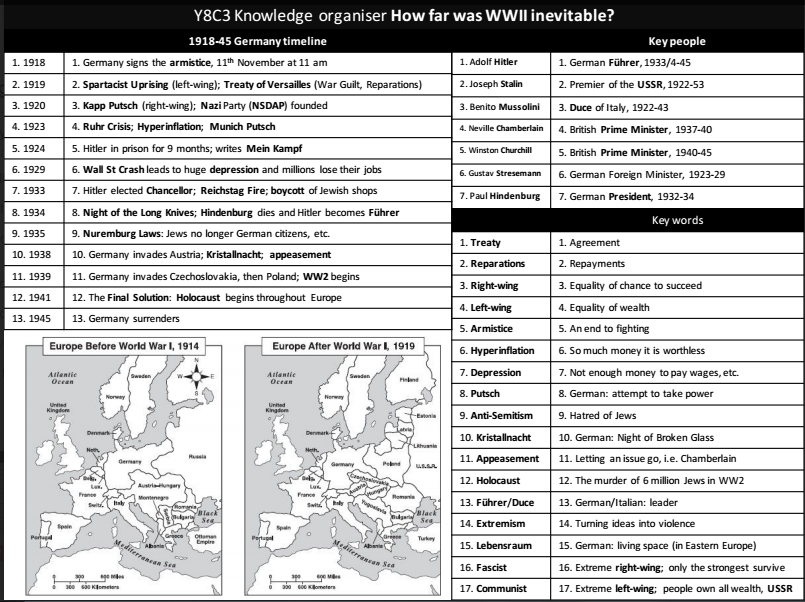 Y8C3 Knowledge organiser How far was WWII inevitable?
1918-45 Germany timeline
1. 1918 1. Germany signs the armistice, 11th November at 11 am
2. 1919 2. Spartacist Uprising (left-wing); Treaty of Versailles (War Guilt, Reparations)
3. 1920 3. Kapp Putsch (right-wing); Nazi Party (NSDAP) founded
4. 1923 4. Ruhr Crisis; Hyperinflation; Munich Putsch
5. 1924 5. Hitler in prison for 9 months; writes Mein Kampf
6. 1929 6. Wall St Crash leads to huge depression and millions lose their jobs
7. 1933 7. Hitler elected Chancellor; Reichstag Fire; boycott of Jewish shops
8. 1934 8. Night of the Long Knives; Hindenburg dies and Hitler becomes Führer
9. 1935 9. Nuremburg Laws: Jews no longer German citizens, etc.
10. 1938 10. Germany invades Austria; Kristallnacht; appeasement
11. 1939 11. Germany invades Czechoslovakia, then Poland; WW2 begins
12. 1941 12. The Final Solution: Holocaust begins throughout Europe
13. 1945 13. Germany surrenders
Key people
1. Adolf Hitler 1. German Führer, 1933/4-45
2. Joseph Stalin 2. Premier of the USSR, 1922-53
3. Benito Mussolini 3. Duce of Italy, 1922-43
4. Neville Chamberlain 4. British Prime Minister, 1937-40
5. Winston Churchill 5. British Prime Minister, 1940-45
6. Gustav Stresemann 6. German Foreign Minister, 1923-29
7. Paul Hindenburg 7. German President, 1932-34
Key words
1. Treaty 1. Agreement
2. Reparations 2. Repayments
3. Right-wing 3. Equality of chance to succeed
4. Left-wing 4. Equality of wealth
5. Armistice 5. An end to fighting
6. Hyperinflation 6. So much money it is worthless
7. Depression 7. Not enough money to pay wages, etc.
8. Putsch 8. German: attempt to take power
9. Anti-Semitism 9. Hatred of Jews
10. Kristallnacht 10. German: Night of Broken Glass
11. Appeasement 11. Letting an issue go, i.e. Chamberlain
12. Holocaust 12. The murder of 6 million Jews in WW2
13. Führer/Duce 13. German/Italian: leader
14. Extremism 14. Turning ideas into violence
15. Lebensraum 15. German: living space (in Eastern Europe)
16. Fascist 16. Extreme right-wing; only the strongest survive
17. Communist 17. Extreme left-wing; people own all wealth, USSR
Europe Before World War I, 1914
N
W E
S
Atlantic
Ocean
Sweden
Norway
United
Kingdom
Denmark
Neth.
Russia
Germany
Belg.
Lux.
Austria-Hungary
France
Montenegro
Switz.
Italy
Romania
Black
Sea
Serbia
Bulgaria
Spain
Portugal
Greece
Ottoman
Empire
Albania
Mediterranean Sea
0 300 600 Miles
0 300 600 Kilometers
Europe After World War I, 1919
Atlantic
Ocean
Sweden
Finland
Norway
United
Kingdom
Estonia
Latvia
Denmark
Lithuania
Neth.
Germany
Poland
U.S.S.R.
Belg.
Lux.
Czechoslovakia
Austria
Hungary
France
Switz.
Romania
Italy
Yugoslavia
Black
Sea
Bulgaria
Spain
Portugal
Greece
Turkey
Albania
Mediterranean Sea
0 300 600 Miles
0 300 600 Kilometers